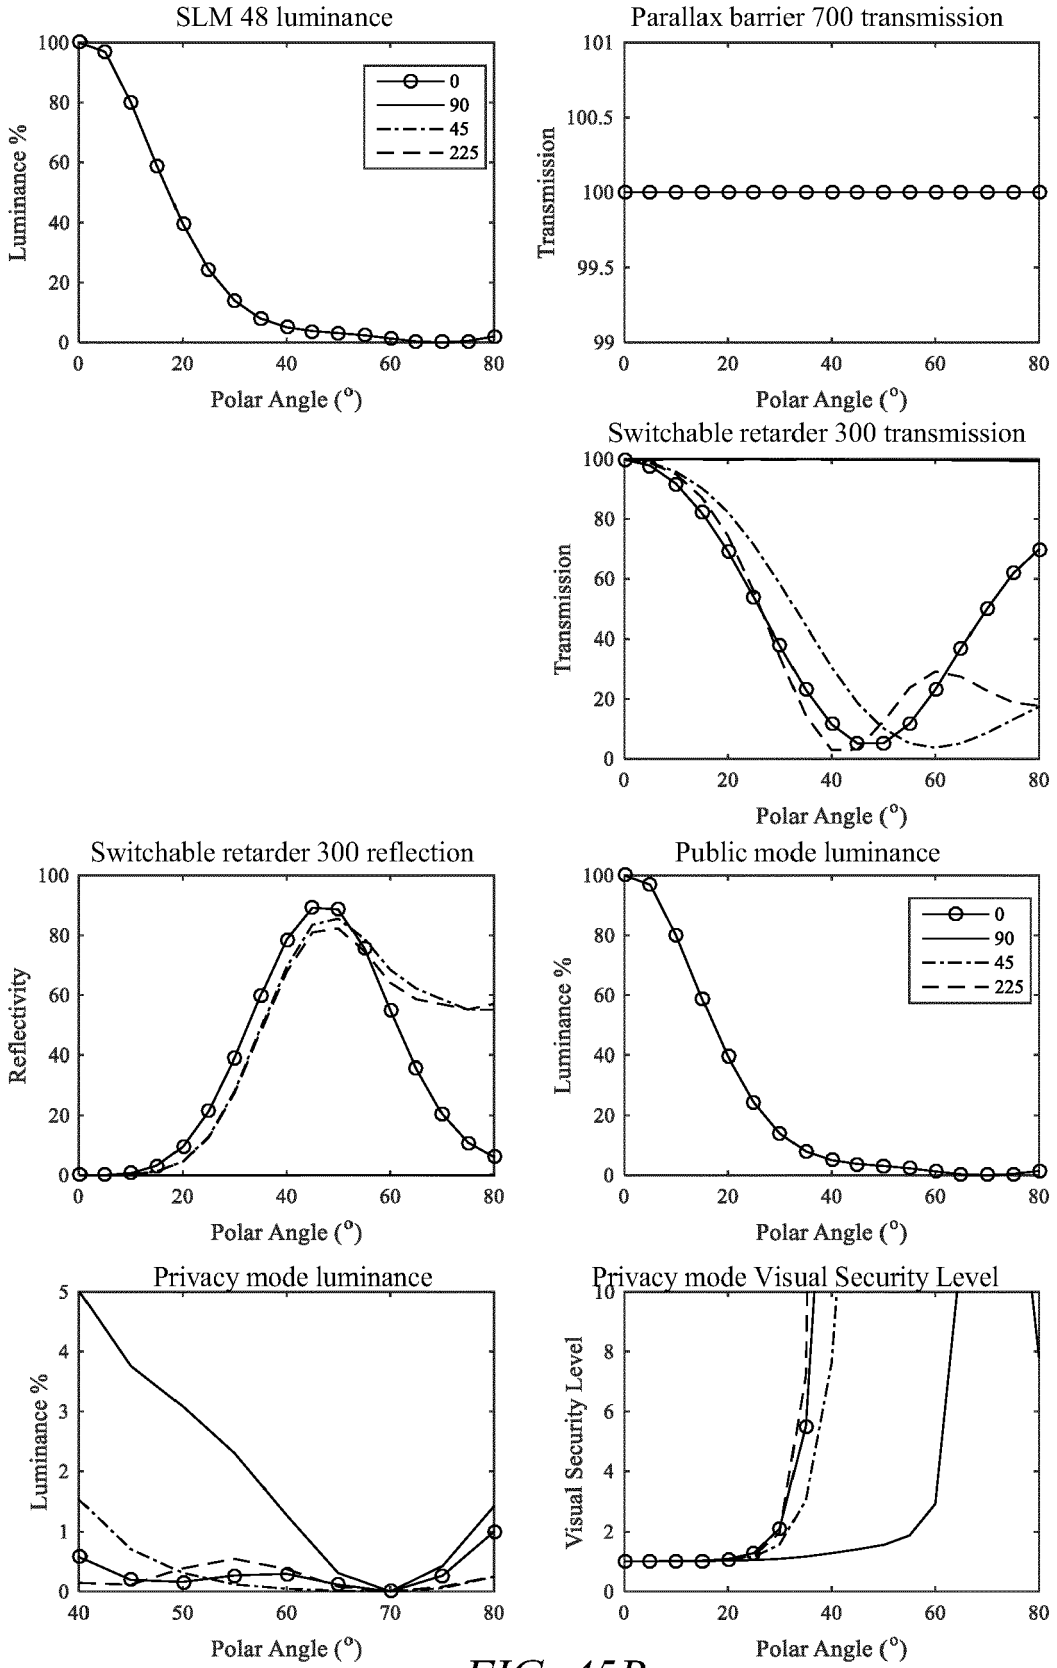 SLM 48 luminance
100
80
60
40
20
0
Luminance %
0
90
45
225
0 20 40 60 80
Polar Angle (°)
Parallax barrier 700 transmission
101
100.5
100
99.5
99
Transmission
0 20 40 60 80
Polar Angle (°)
Switchable retarder 300 transmission
100
80
60
40
20
0
Transmission
0 20 40 60 80
Polar Angle (°)
Switchable retarder 300 reflection
100
80
60
40
20
0
Reflectivity
0 20 40 60 80
Polar Angle (°)
Public mode luminance
100
80
60
40
20
0
Luminance %
0
90
45
225
0 20 40 60 80
Polar Angle (°)
Privacy mode luminance
5
4
3
2
1
0
Luminance %
40 50 60 70 80
Polar Angle (°)
Privacy mode Visual Security Level
10
8
6
4
2
0
Visual Security Level
0 20 40 60 80
Polar Angle (°)
FIG. 45B